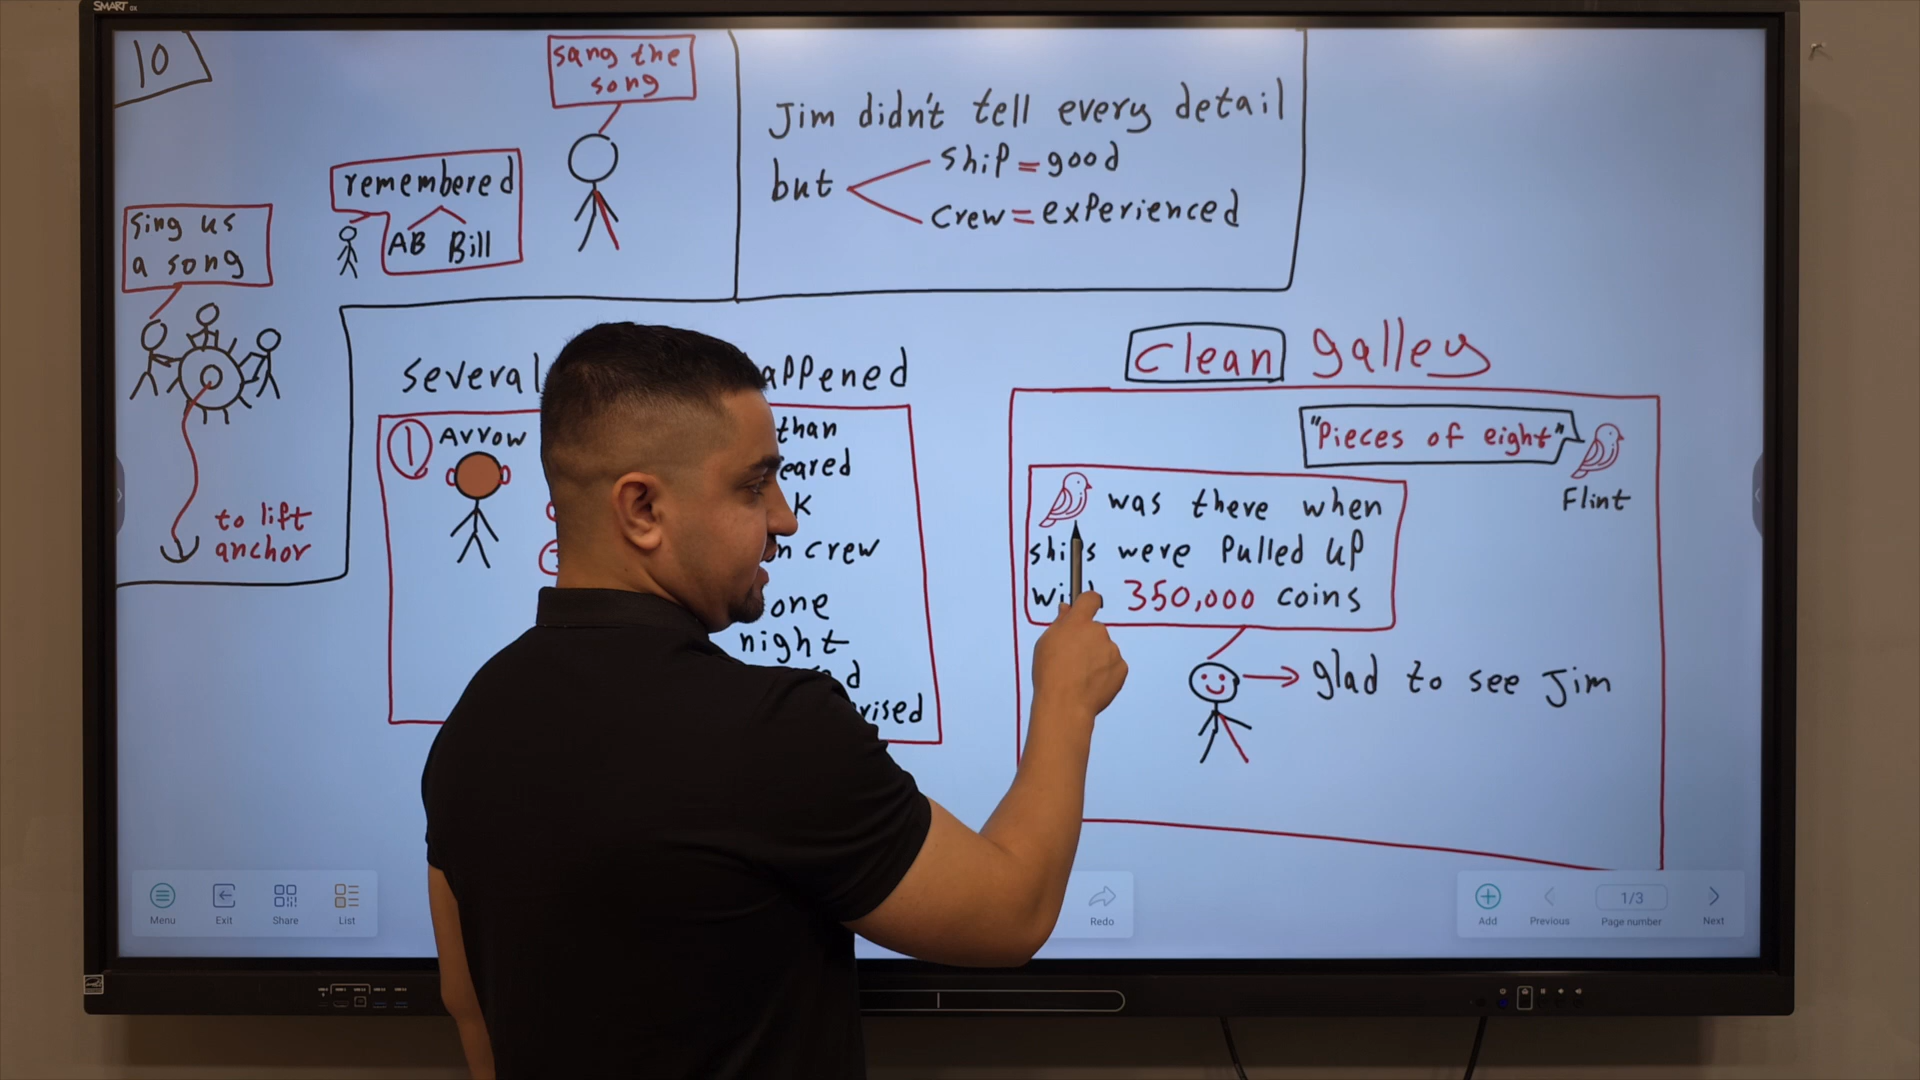 SMART
10
sang the
song
remembered
AB Bill
sing us
a song
to lift
anchor
Jim didn't tell every detail
but
ship = good
crew = experienced
several
appened
1
Arrow
than
eared
k
n crew
one
night
d
rised
clean galley
"Pieces of eight"
Flint
was there when
ships were pulled up
with 350,000 coins
glad to see Jim
Menu
Exit
Share
List
Redo
Add
Previous
1/3
Page number
Next